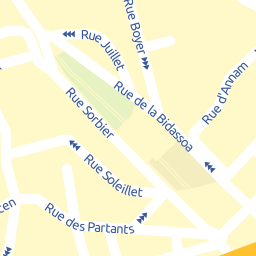 Rue Juillet
Rue Boyer
Rue de la Bidassoa
Rue d'Annam
Rue Sorbier
Rue Soleillet
Rue des Partants